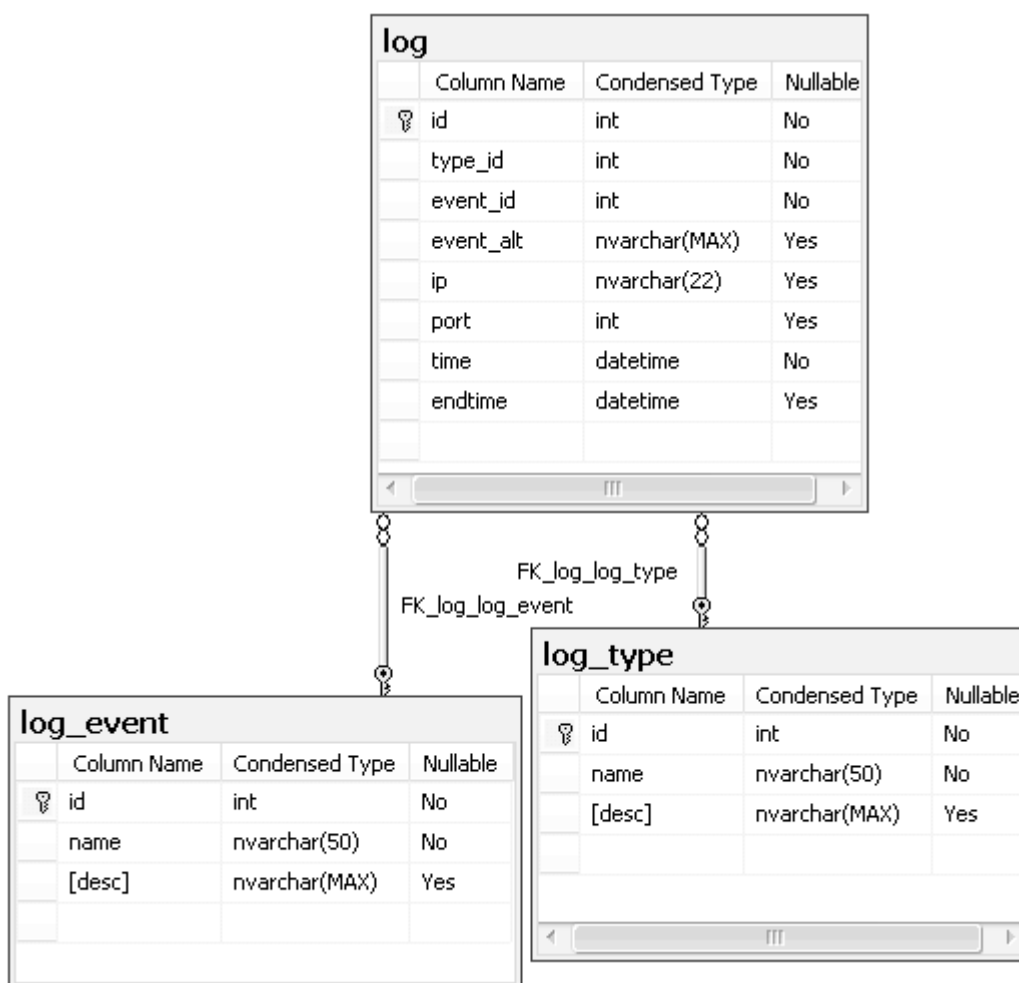 log
Column Name Condensed Type Nullable
id int No
type_id int No
event_id int No
event_alt nvarchar(MAX) Yes
ip nvarchar(22) Yes
port int Yes
time datetime No
endtime datetime Yes
FK_log_log_type
FK_log_log_event
log_type
Column Name Condensed Type Nullable
id int No
name nvarchar(50) No
[desc] nvarchar(MAX) Yes
log_event
Column Name Condensed Type Nullable
id int No
name nvarchar(50) No
[desc] nvarchar(MAX) Yes